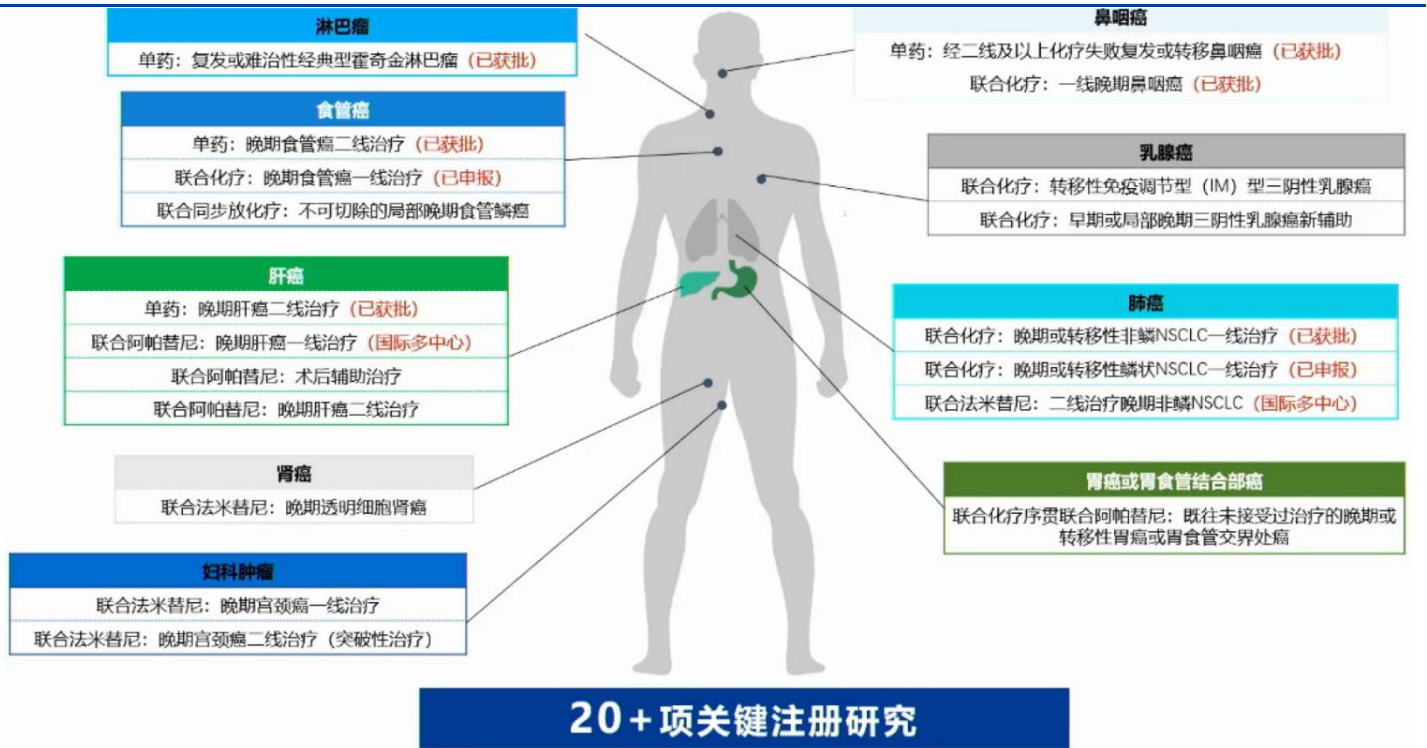 淋巴瘤
单药：复发或难治性经典型霍奇金淋巴瘤（已获批）
食管癌
单药：晚期食管癌二线治疗（已获批）
联合化疗：晚期食管癌一线治疗（已申报）
联合同步放化疗：不可切除的局部晚期食管鳞癌
肝癌
单药：晚期肝癌二线治疗（已获批）
联合阿帕替尼：晚期肝癌一线治疗（国际多中心）
联合阿帕替尼：术后辅助治疗
联合阿帕替尼：晚期肝癌二线治疗
肾癌
联合法米替尼：晚期透明细胞肾癌
妇科肿瘤
联合法米替尼：晚期宫颈癌一线治疗
联合法米替尼：晚期宫颈癌二线治疗（突破性治疗）
鼻咽癌
单药：经二线及以上化疗失败复发或转移鼻咽癌（已获批）
联合化疗：一线晚期鼻咽癌（已获批）
乳腺癌
联合化疗：转移性免疫调节型（IM）型三阴性乳腺癌
联合化疗：早期或局部晚期三阴性乳腺癌新辅助
肺癌
联合化疗：晚期或转移性非鳞NSCLC一线治疗（已获批）
联合化疗：晚期或转移性鳞状NSCLC一线治疗（已申报）
联合法米替尼：二线治疗晚期非鳞NSCLC（国际多中心）
胃癌或胃食管结合部癌
联合化疗序贯联合阿帕替尼：既往未接受过治疗的晚期或
转移性胃癌或胃食管交界处癌
20+项关键注册研究